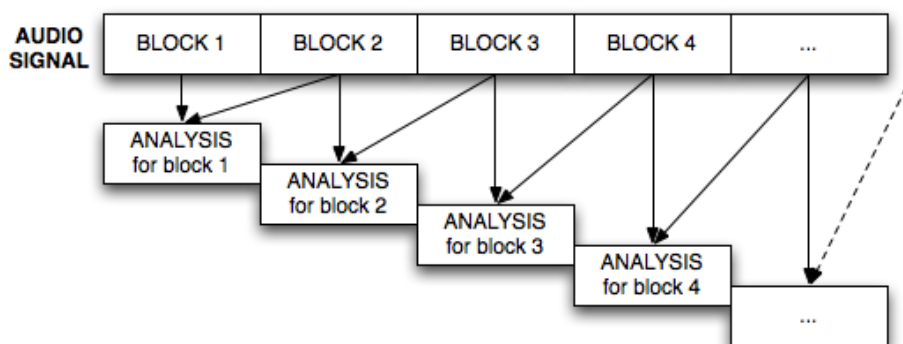 AUDIO
SIGNAL
BLOCK 1
BLOCK 2
BLOCK 3
BLOCK 4
...
ANALYSIS
for block 1
ANALYSIS
for block 2
ANALYSIS
for block 3
ANALYSIS
for block 4
...